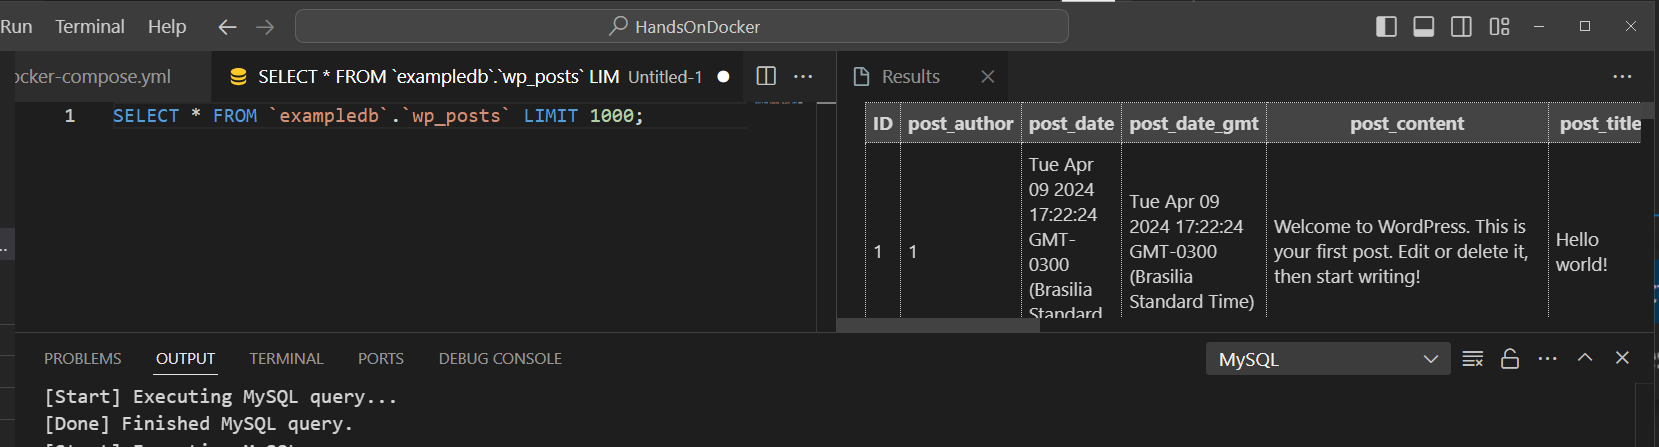 Run Terminal Help HandsOnDocker
ocker-compose.yml SELECT * FROM `exampledb`.`wp_posts` LIM Untitled-1
1 SELECT * FROM `exampledb`.`wp_posts` LIMIT 1000;
Results
ID post_author post_date post_date_gmt post_content post_title
1
1
Tue Apr
09 2024
17:22:24
GMT-
0300
(Brasilia
Standard
Tue Apr 09
2024 17:22:24
GMT-0300
(Brasilia
Standard Time)
Welcome to WordPress. This is
your first post. Edit or delete it,
then start writing!
Hello
world!
PROBLEMS OUTPUT TERMINAL PORTS DEBUG CONSOLE MySQL
[Start] Executing MySQL query...
[Done] Finished MySQL query.